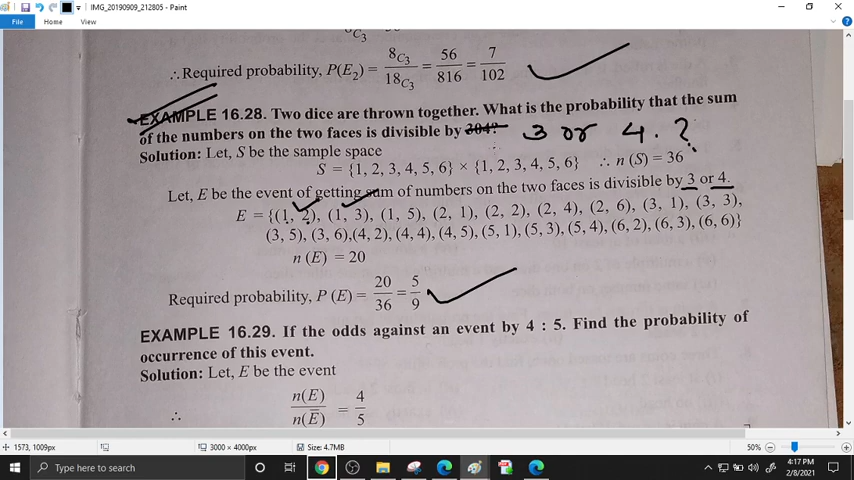 IMG_20190909_212805 - Paint
File Home View
C3
∴ Required probability, P(E2) = 8C3 / 18C3 = 56 / 816 = 7 / 102
EXAMPLE 16.28 Two dice are thrown together. What is the probability that the sum
of the numbers on the two faces is divisible by 304? 3 or 4. ?
Solution: Let, S be the sample space
S = {1, 2, 3, 4, 5, 6} × {1, 2, 3, 4, 5, 6} ∴ n (S) = 36
Let, E be the event of getting sum of numbers on the two faces is divisible by 3 or 4.
E = {(1, 2), (1, 3), (1, 5), (2, 1), (2, 2), (2, 4), (2, 6), (3, 1), (3, 3),
(3, 5), (3, 6),(4, 2), (4, 4), (4, 5), (5, 1), (5, 3), (5, 4), (6, 2), (6, 3), (6, 6)}
n (E) = 20
Required probability, P (E) = 20 / 36 = 5 / 9
EXAMPLE 16.29 If the odds against an event by 4 : 5. Find the probability of
occurrence of this event.
Solution: Let, E be the event
∴ n(E) / n(E̅) = 4 / 5
1573, 1009px 3000 × 4000px Size: 4.7MB 50%
Type here to search 4:17 PM
2/8/2021